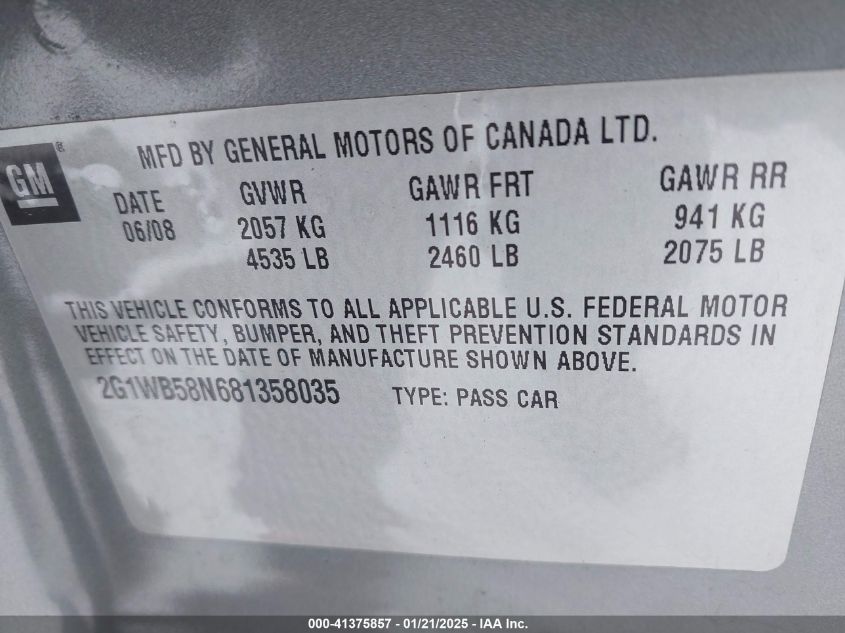 MFD BY GENERAL MOTORS OF CANADA LTD.
GM®
DATE GVWR GAWR FRT GAWR RR
06/08 2057 KG 1116 KG 941 KG
4535 LB 2460 LB 2075 LB
THIS VEHICLE CONFORMS TO ALL APPLICABLE U.S. FEDERAL MOTOR
VEHICLE SAFETY, BUMPER, AND THEFT PREVENTION STANDARDS IN
EFFECT ON THE DATE OF MANUFACTURE SHOWN ABOVE.
2G1WB58N681358035 TYPE: PASS CAR
000-41375857 - 01/21/2025 - IAA Inc.